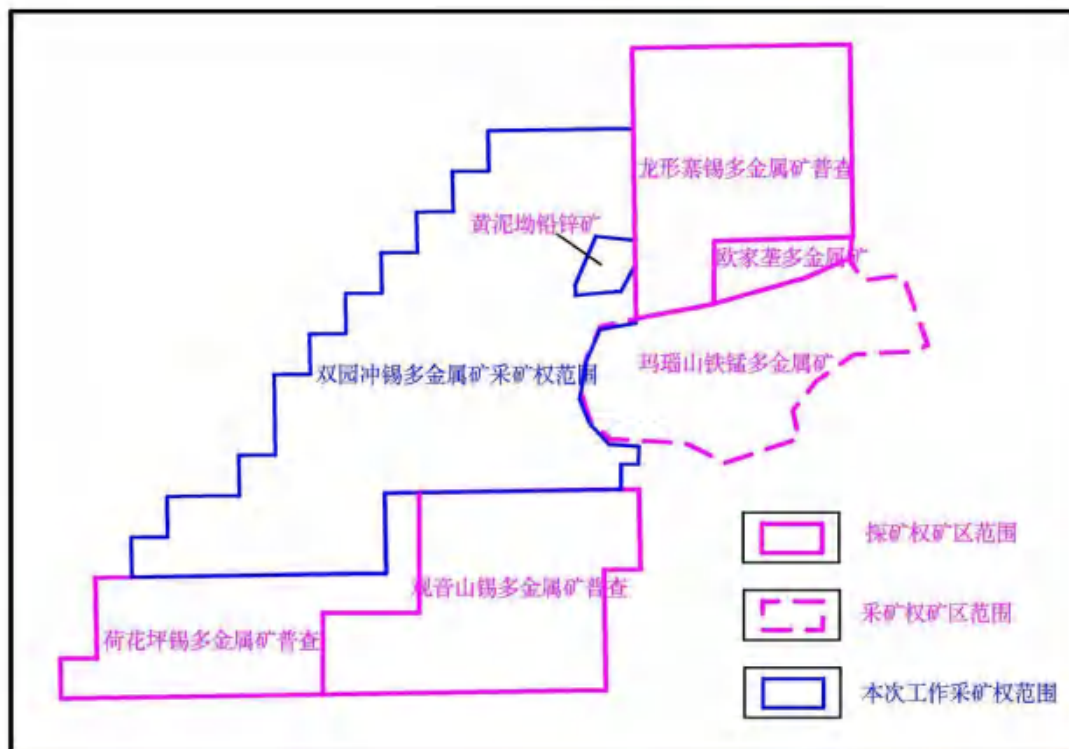 龙形寨锡多金属矿普查
黄泥坳铅锌矿
欧家垄多金属矿
玛瑙山铁锰多金属矿
双园冲锡多金属矿采矿权范围
观音山锡多金属矿普查
荷花坪锡多金属矿普查
探矿权矿区范围
采矿权矿区范围
本次工作采矿权范围